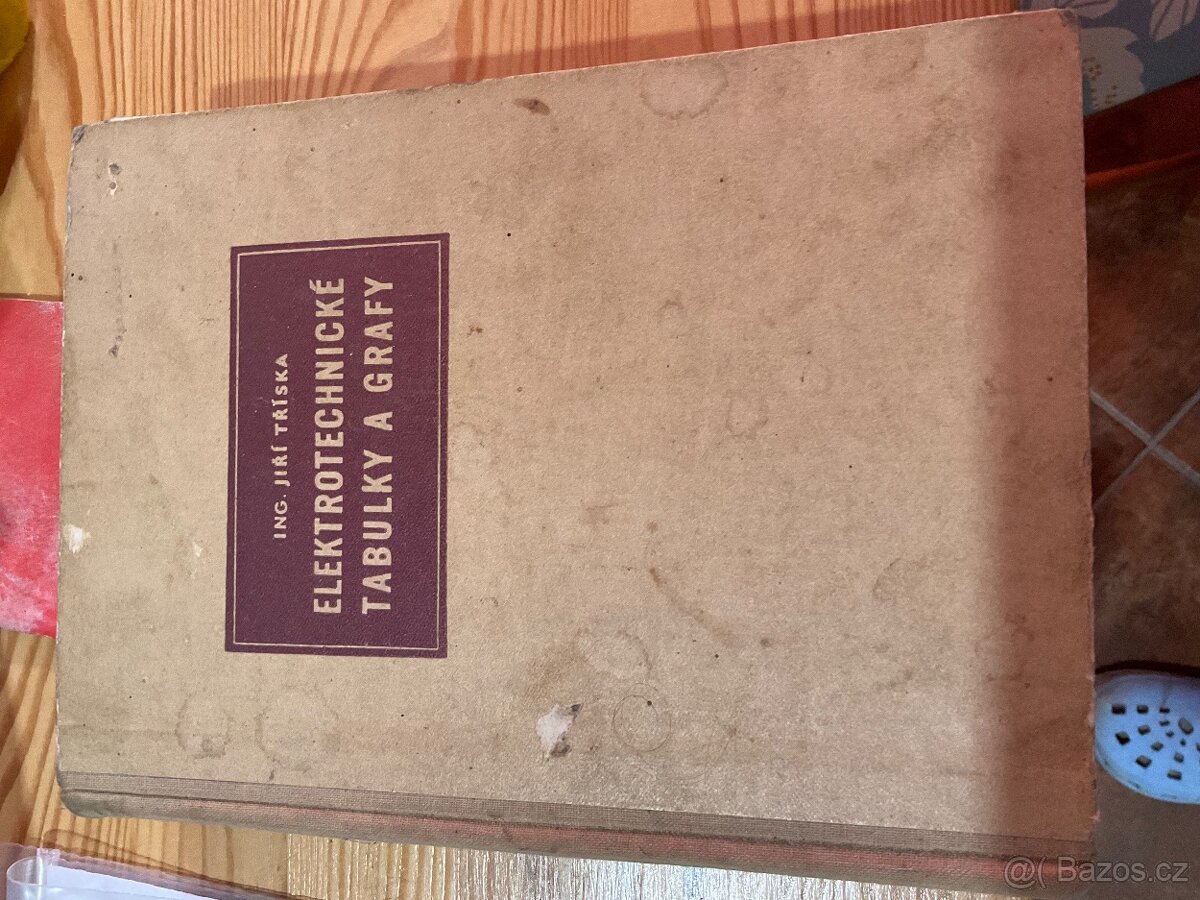 ING. JIŘÍ TŘÍSKA
ELEKTROTECHNICKÉ
TABULKY A GRAFY
@( Bazos.cz